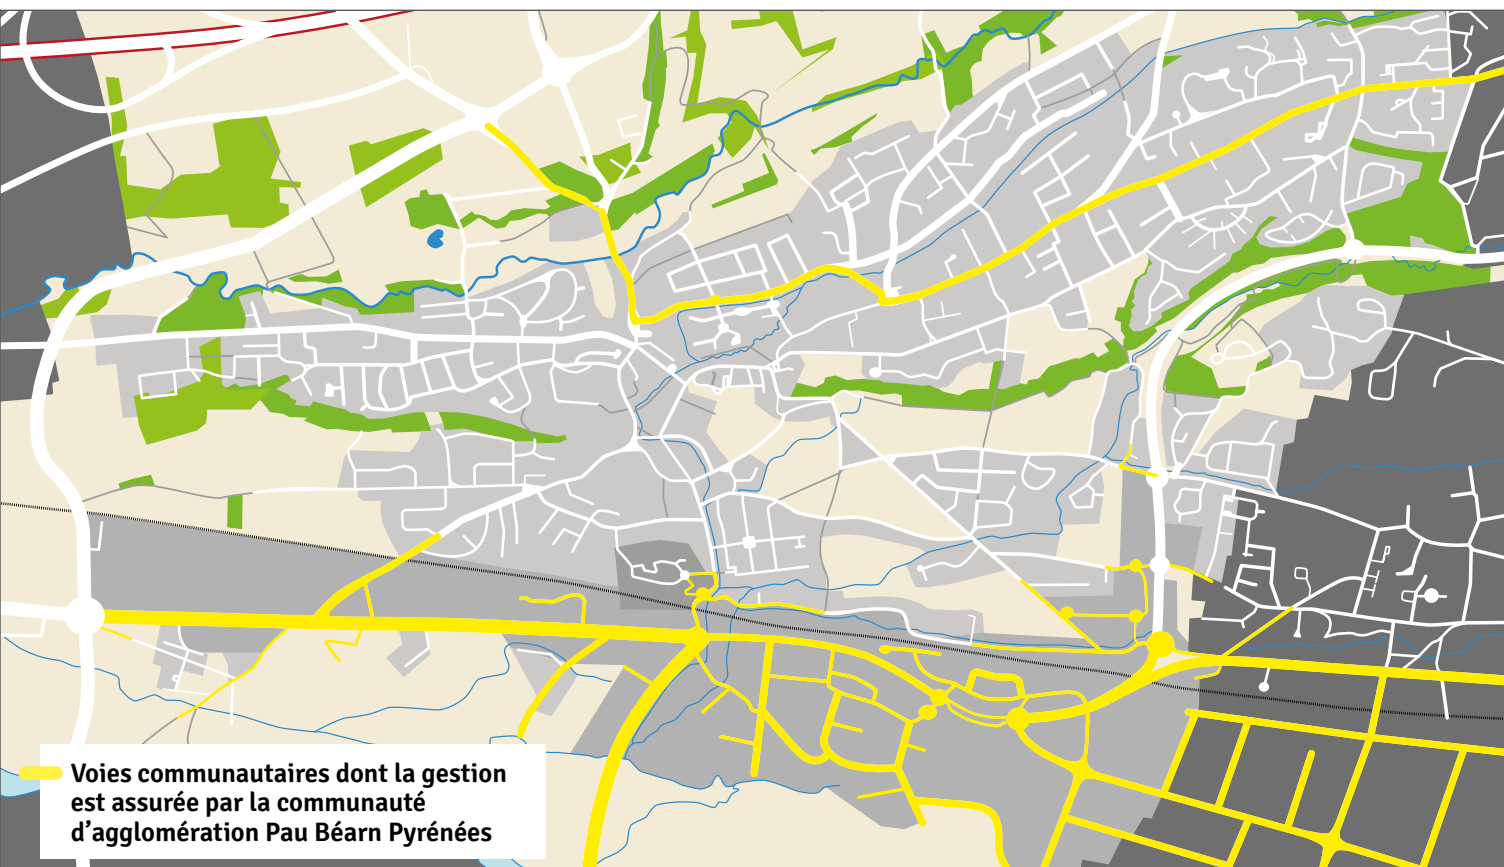 Voies communautaires dont la gestion
est assurée par la communauté
d’agglomération Pau Béarn Pyrénées